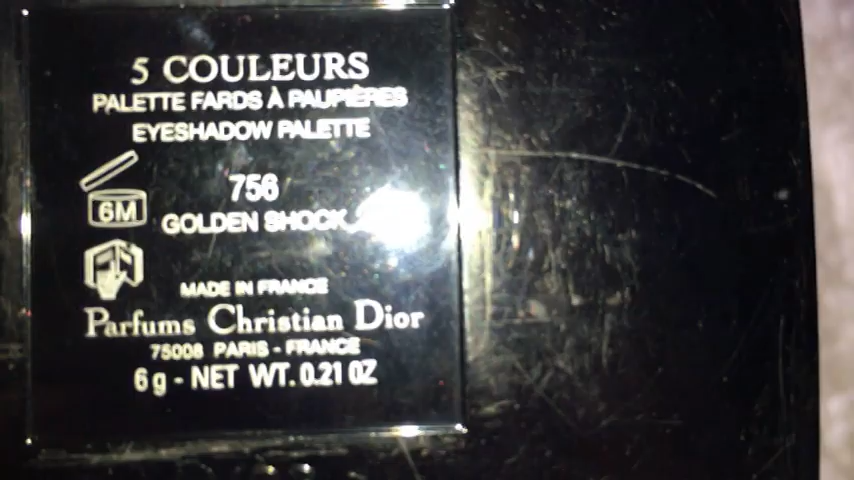 5 COULEURS
PALETTE FARDS À PAUPIÈRES
EYESHADOW PALETTE
756
6M
GOLDEN SHOCK
MADE IN FRANCE
Parfums Christian Dior
75008 PARIS - FRANCE
6 g - NET WT. 0.21 OZ